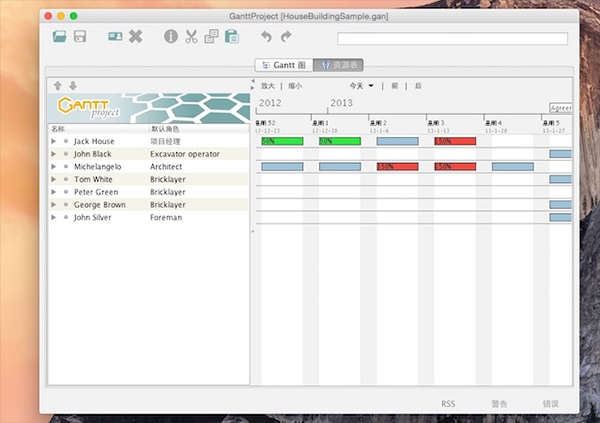 GanttProject [HouseBuildingSample.gan]
Gantt 图
资源表
放大 | 缩小 今天 | 前 | 后
GANTT project
2012 2013
名称 默认角色
星期 52 星期 1 星期 2 星期 3 星期 4 星期 5
12-12-23 12-12-30 13-1-6 13-1-13 13-1-20 13-1-27
Jack House 项目经理 50% 50% 150%
John Black Excavator operator
Michelangelo Architect 150% 150%
Tom White Bricklayer
Peter Green Bricklayer
George Brown Bricklayer
John Silver Foreman
RSS 警告 错误